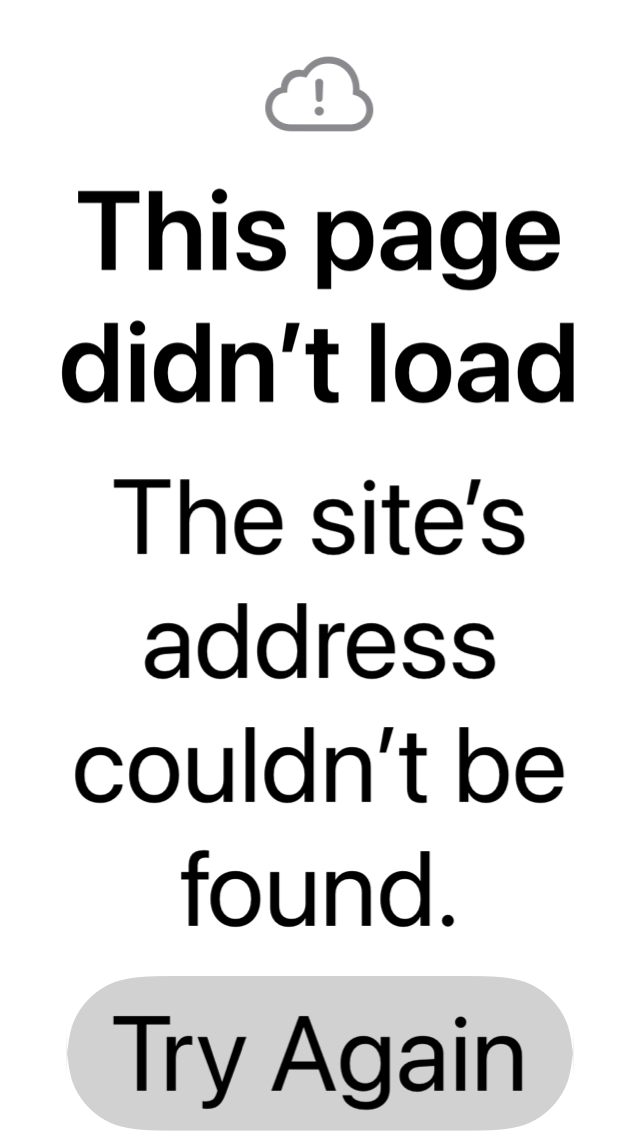 This page
didn’t load
The site’s
address
couldn’t be
found.
Try Again